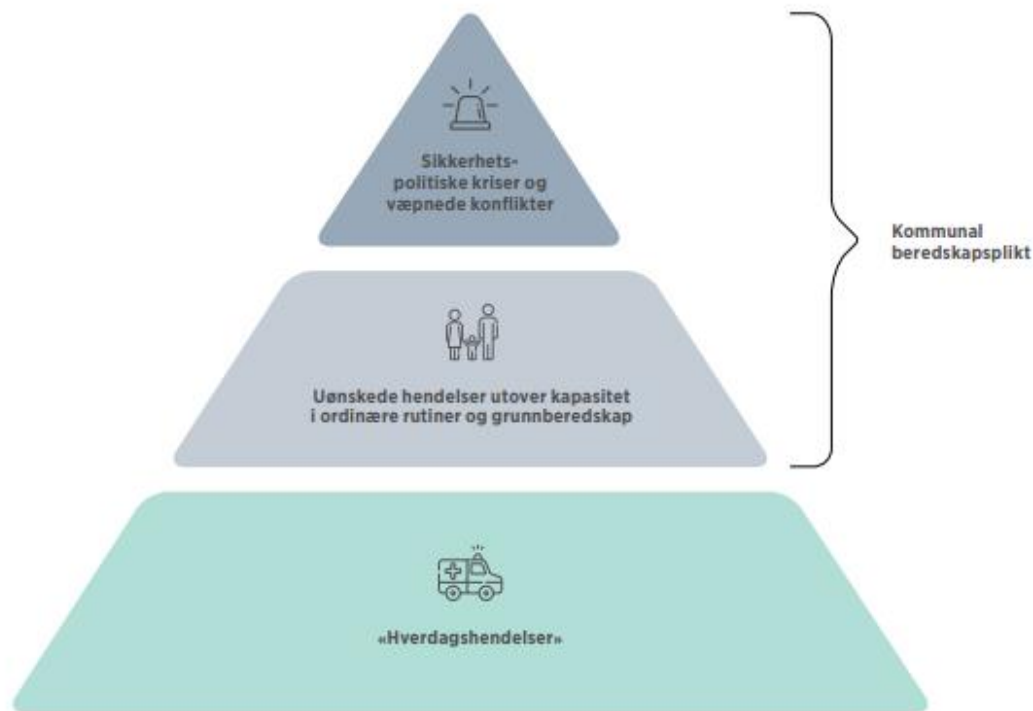 Sikkerhets-
politiske kriser og
væpnede konflikter
Kommunal
beredskapsplikt
Uønskede hendelser utover kapasitet
i ordinære rutiner og grunnberedskap
«Hverdagshendelser»